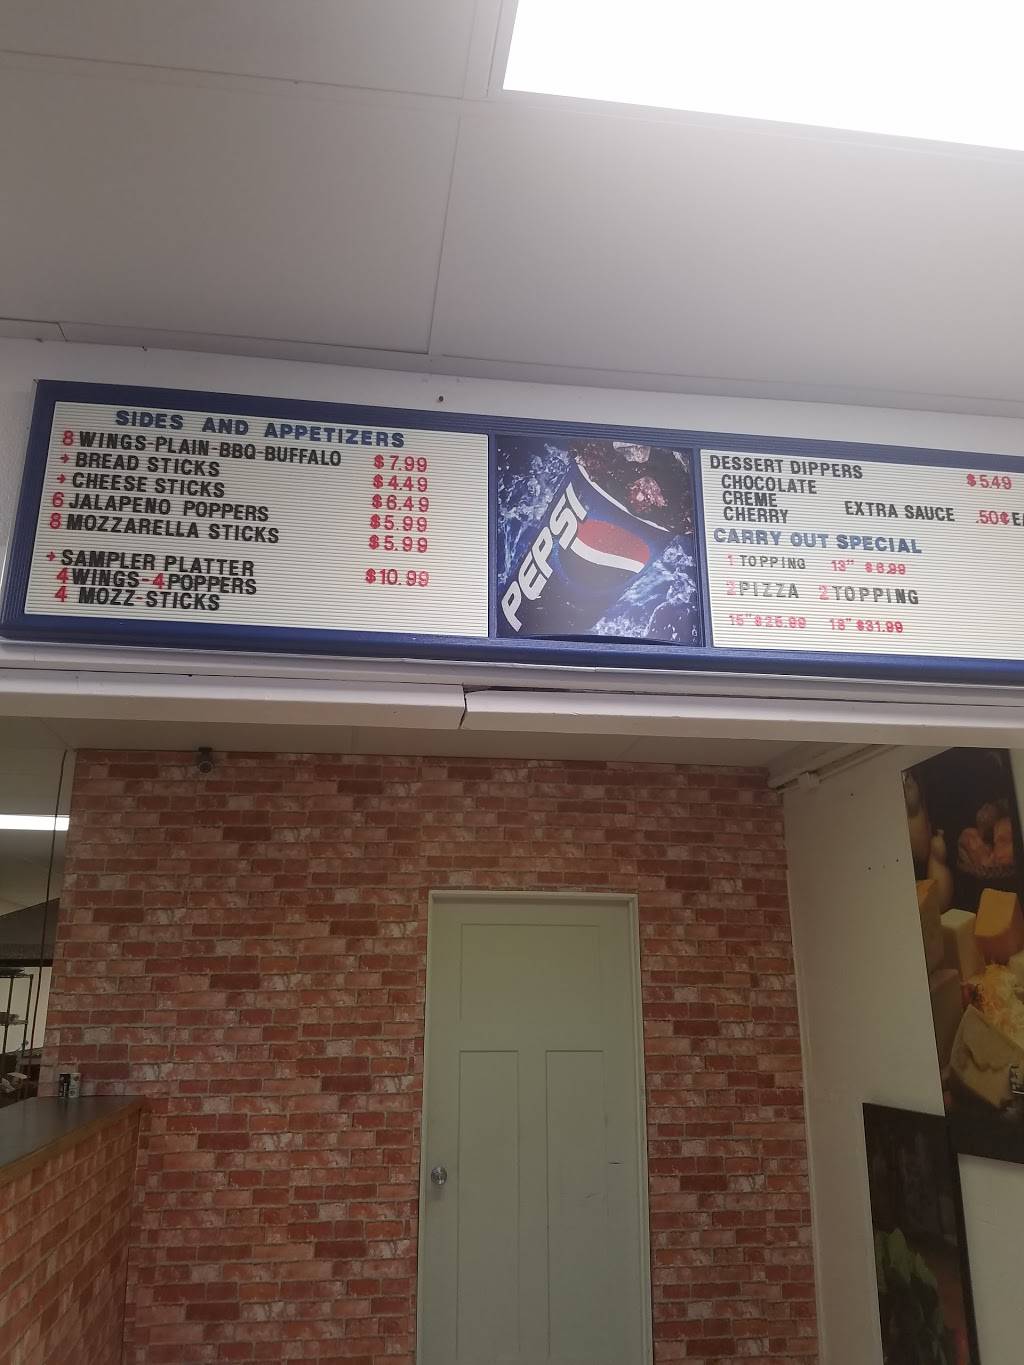 SIDES AND APPETIZERS
8 WINGS-PLAIN-BBQ-BUFFALO $7.99
+ BREAD STICKS $4.49
+ CHEESE STICKS $6.49
6 JALAPENO POPPERS $5.99
8 MOZZARELLA STICKS $5.99
+ SAMPLER PLATTER $10.99
4 WINGS-4 POPPERS
4 MOZZ-STICKS
PEPSI
DESSERT DIPPERS $5.49
CHOCOLATE
CREME
CHERRY EXTRA SAUCE .50¢ EA
CARRY OUT SPECIAL
1 TOPPING 13"
2 PIZZA 2 TOPPING
15" 18" $31.99